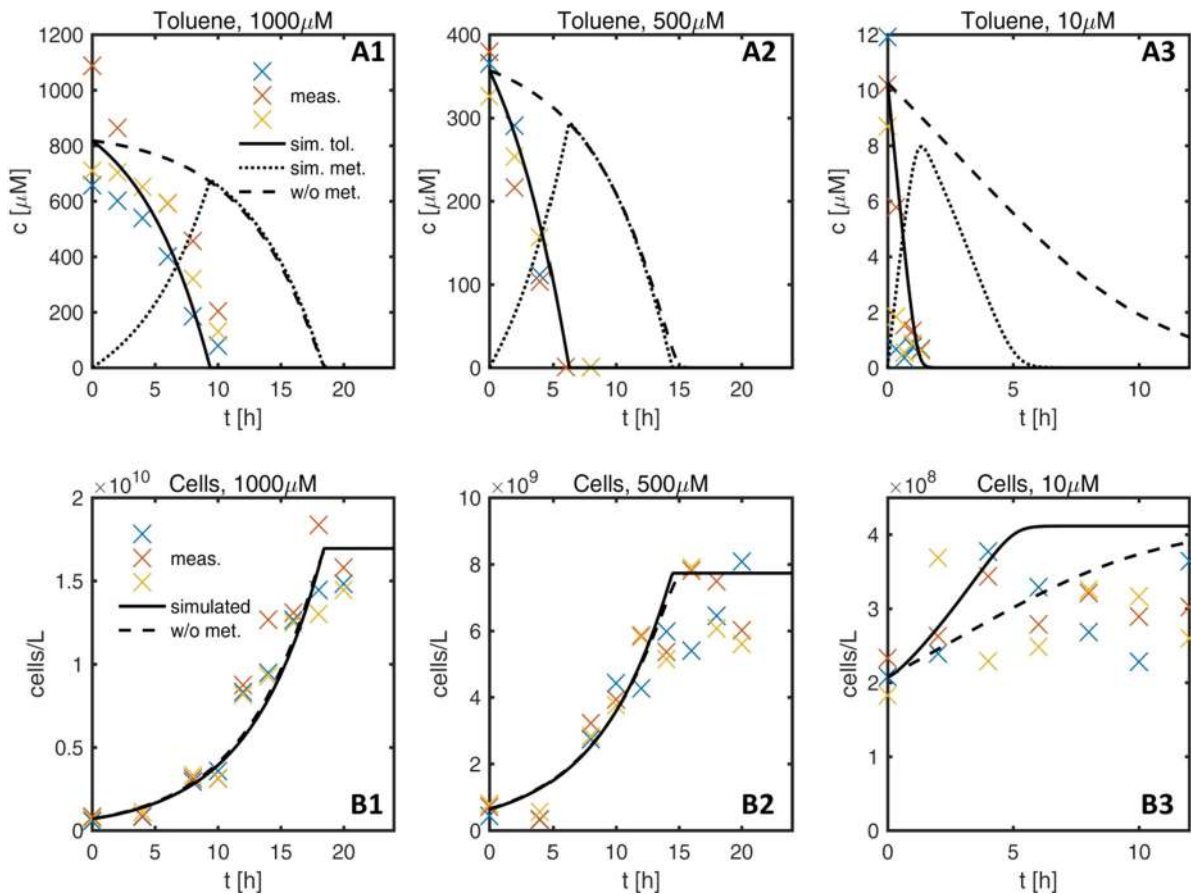 Toluene, 1000μM
A1
c [μM]
1200
1000
800
600
400
200
0
meas.
sim. tol.
sim. met.
w/o met.
0 5 10 15 20
t [h]
Toluene, 500μM
A2
c [μM]
400
300
200
100
0
0 5 10 15 20
t [h]
Toluene, 10μM
A3
c [μM]
12
10
8
6
4
2
0
0 5 10
t [h]
×10^10
Cells, 1000μM
cells/L
2
1.5
1
0.5
0
meas.
simulated
w/o met.
B1
0 5 10 15 20
t [h]
×10^9
Cells, 500μM
cells/L
10
8
6
4
2
0
B2
0 5 10 15 20
t [h]
×10^8
Cells, 10μM
cells/L
4
3
2
1
0
B3
0 5 10
t [h]